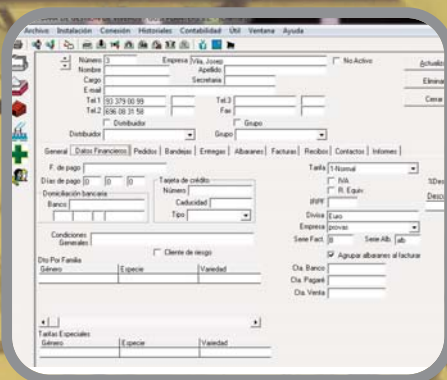 Archivo Instalación Conexión Historiales Contabilidad Útil Ventana Ayuda
Número 3 Empresa Vila, Josep No Activo
Nombre Apellido
Cargo Secretaria
E.mail
Tel.1 93 379 00 99 Tel.3
Tel.2 696 08 31 58 Fax
Distribuidor Grupo
Distribuidor Grupo
Actualiz
Elimina
Cerrar
General Datos Financieros Pedidos Bandejas Entregas Albaranes Facturas Recibos Contactos Informes
F. de pago
Días de pago 0 0 0
Domiciliación bancaria
Banco
Tarjeta de crédito
Número
Caducidad
Tipo
Condiciones Generales
Cliente de riesgo
Tarifa 1-Normal
IVA
R. Equiv.
IRPF
%Des
Desc
Divisa Euro
Empresa provas
Serie Fact. B Serie Alb. alb
Agrupar albaranes al facturar
Cta. Banco
Cta. Pagaré
Cta. Venta
Dto Por Familia
Género Especie Variedad
Tarifas Especiales
Género Especie Variedad